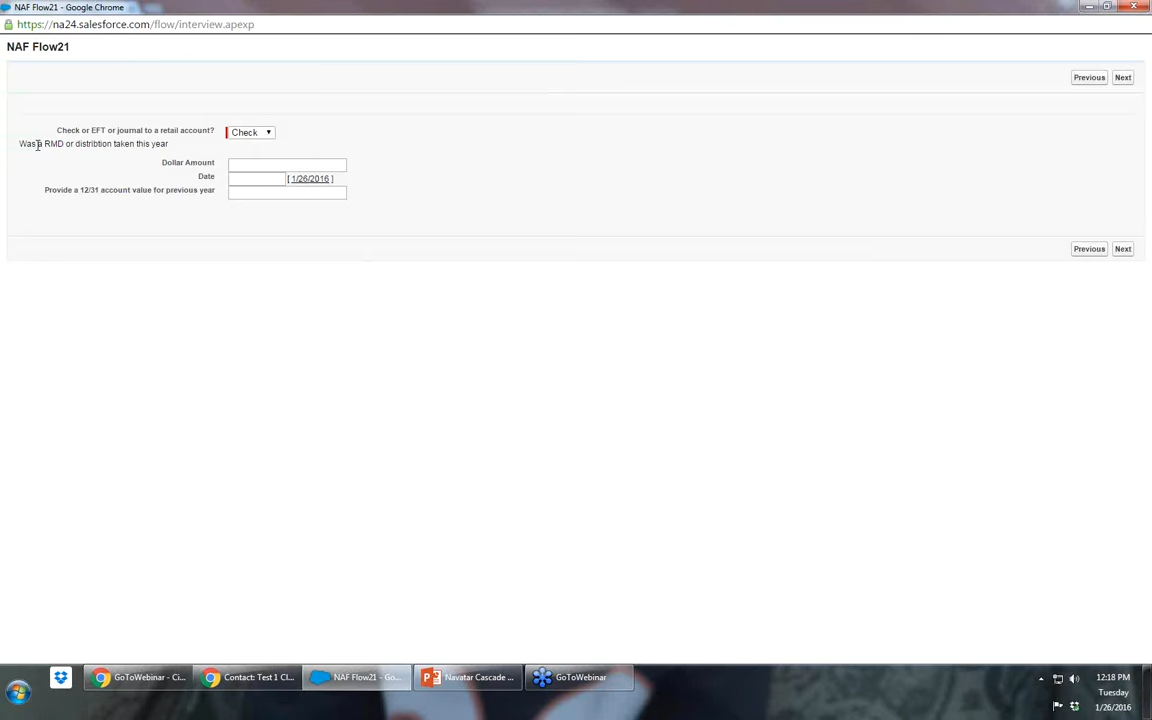 NAF Flow21 - Google Chrome
https://na24.salesforce.com/flow/interview.apexp
NAF Flow21
Previous Next
Check or EFT or journal to a retail account? Check
Was a RMD or distribtion taken this year
Dollar Amount
Date [ 1/26/2016 ]
Provide a 12/31 account value for previous year
Previous Next
GoToWebinar - Ci... Contact: Test 1 Cl... NAF Flow21 - Go... Navatar Cascade ... GoToWebinar
12:18 PM
Tuesday
1/26/2016